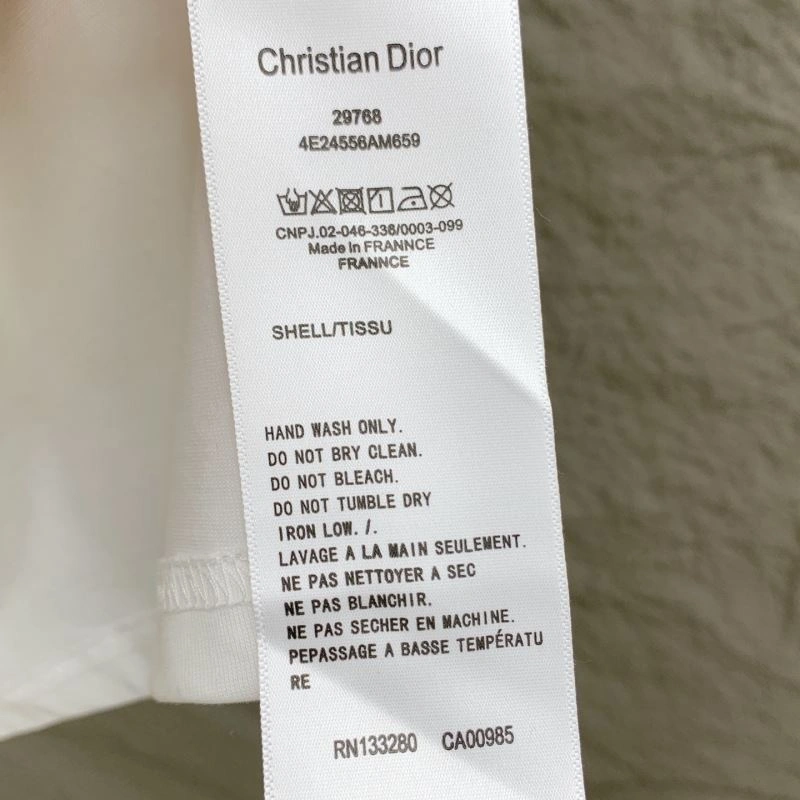 Christian Dior
29768
4E24556AM659
CNPJ.02-046-336/0003-099
Made In FRANNCE
FRANNCE
SHELL/TISSU
HAND WASH ONLY.
DO NOT BRY CLEAN.
DO NOT BLEACH.
DO NOT TUMBLE DRY
IRON LOW. /.
LAVAGE A LA MAIN SEULEMENT.
NE PAS NETTOYER A SEC
NE PAS BLANCHIR.
NE PAS SECHER EN MACHINE.
PEPASSAGE A BASSE TEMPÉRATU
RE
RN133280 CA00985